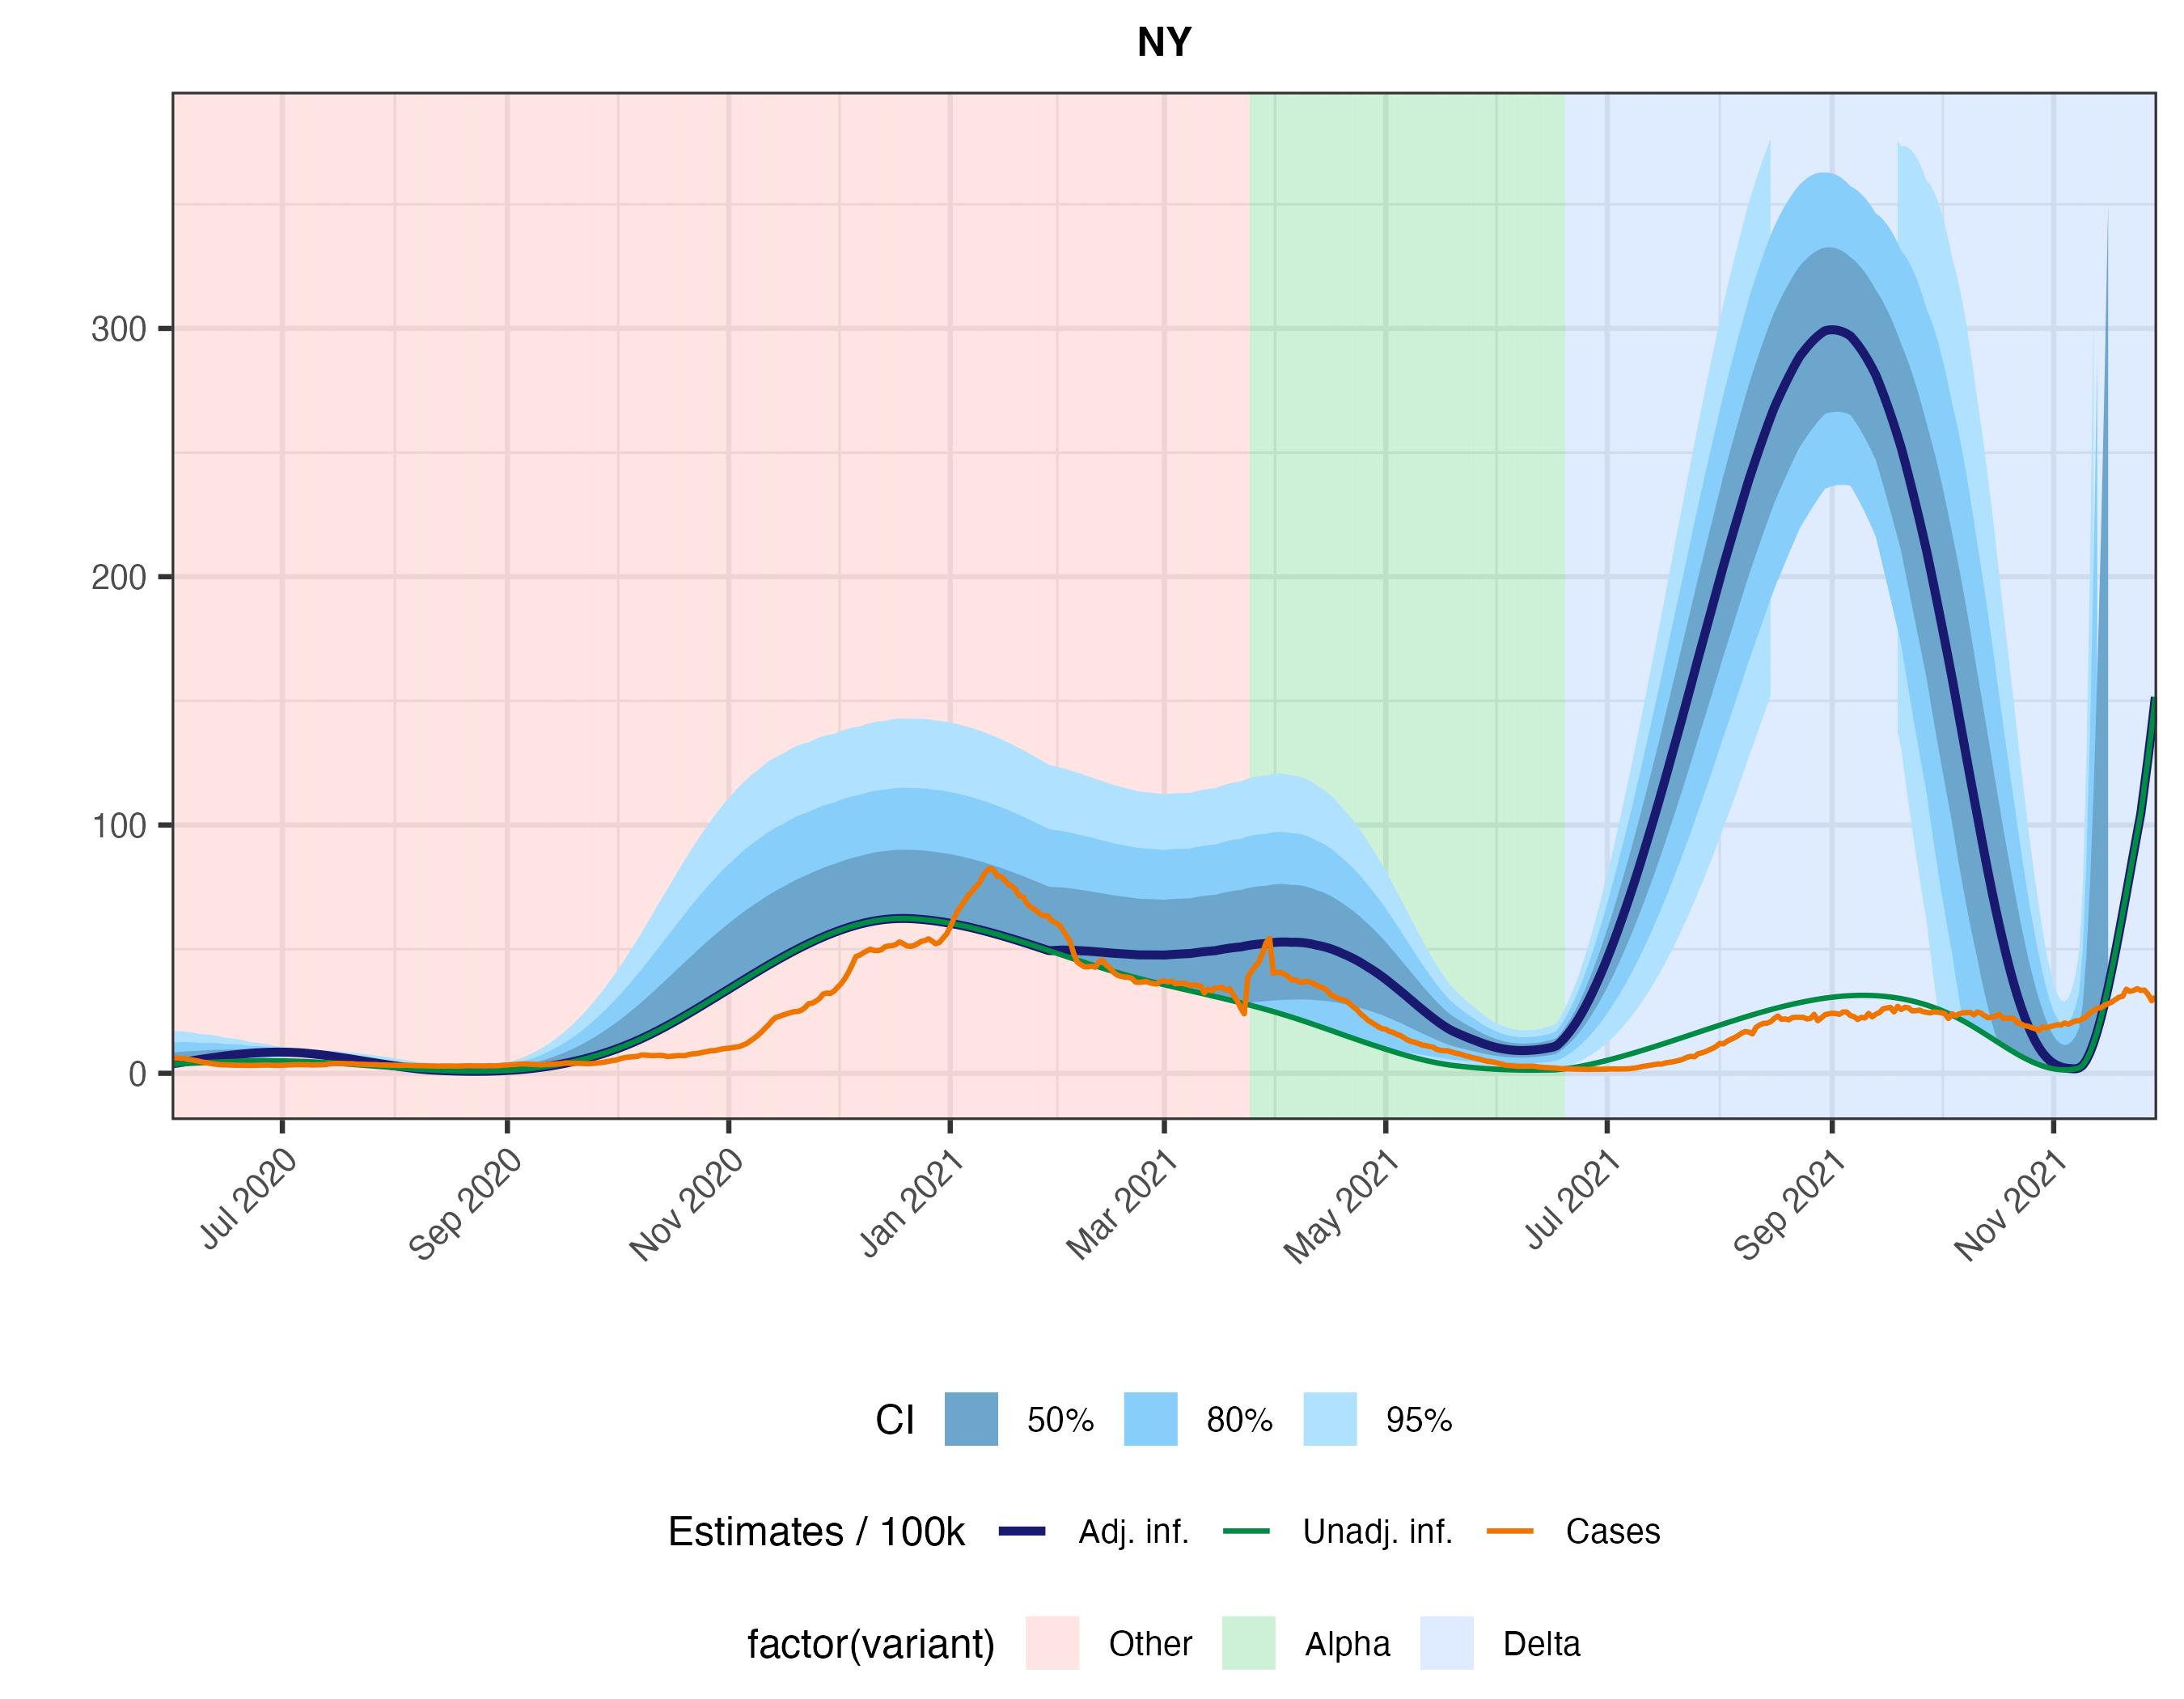 NY
300
200
100
0
Jul 2020
Sep 2020
Nov 2020
Jan 2021
Mar 2021
May 2021
Jul 2021
Sep 2021
Nov 2021
CI 50% 80% 95%
Estimates / 100k Adj. inf. Unadj. inf. Cases
factor(variant) Other Alpha Delta